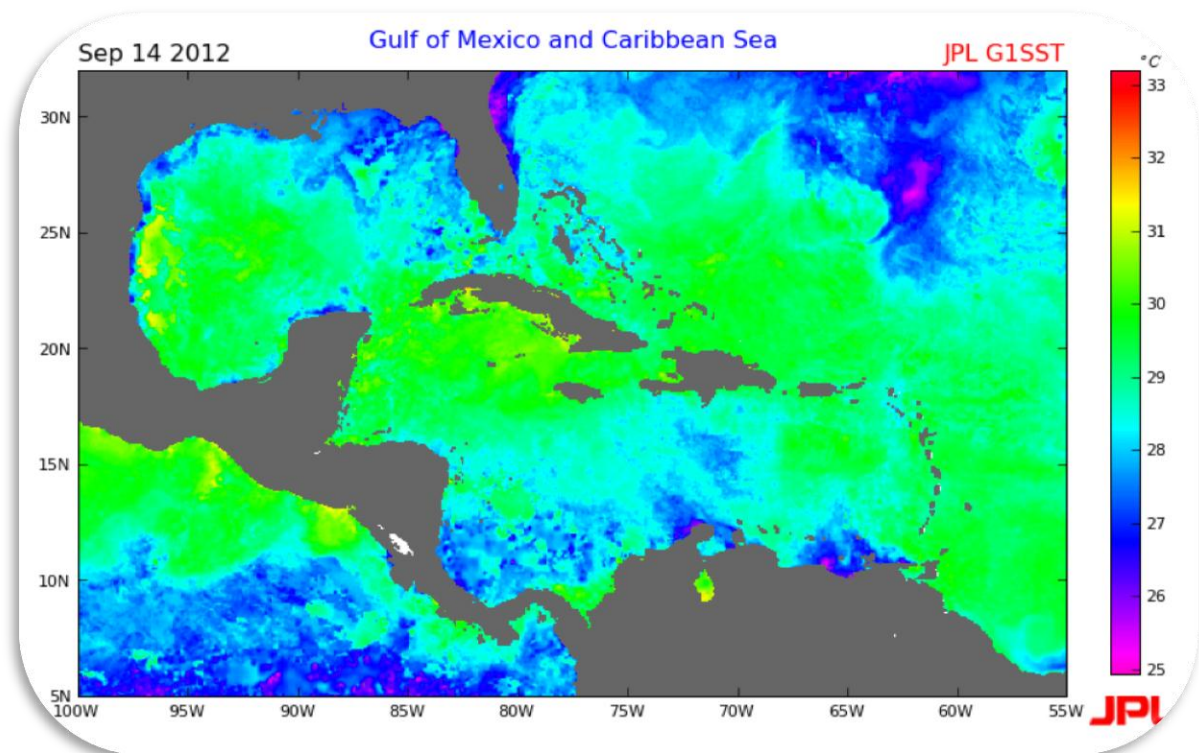 Gulf of Mexico and Caribbean Sea
Sep 14 2012
JPL G1SST
°C
33
32
31
30
29
28
27
26
25
30N
25N
20N
15N
10N
5N
100W 95W 90W 85W 80W 75W 70W 65W 60W 55W
JPL